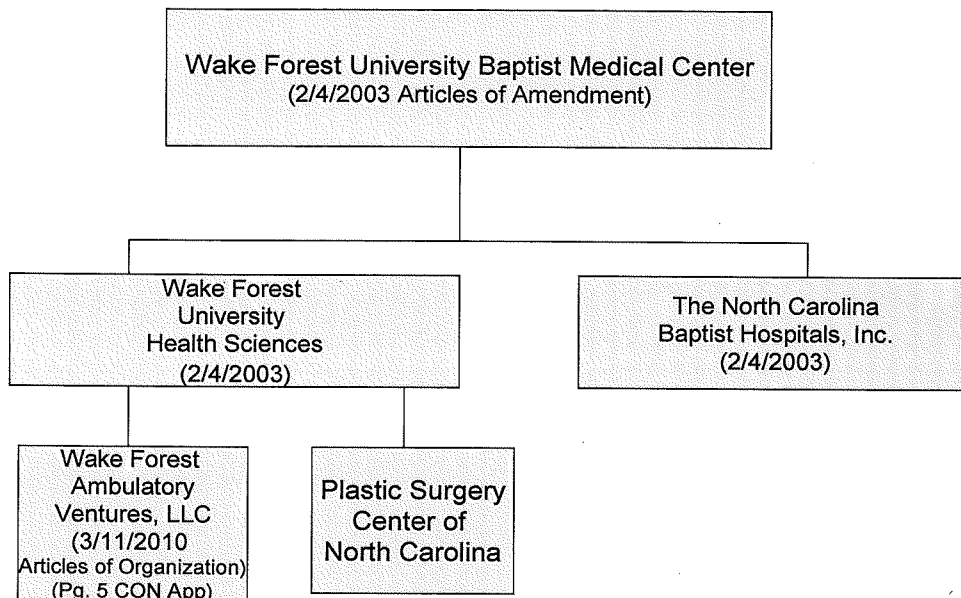 Wake Forest University Baptist Medical Center
(2/4/2003 Articles of Amendment)
Wake Forest
University
Health Sciences
(2/4/2003)
The North Carolina
Baptist Hospitals, Inc.
(2/4/2003)
Wake Forest
Ambulatory
Ventures, LLC
(3/11/2010
Articles of Organization)
(Pg. 5 CON App)
Plastic Surgery
Center of
North Carolina